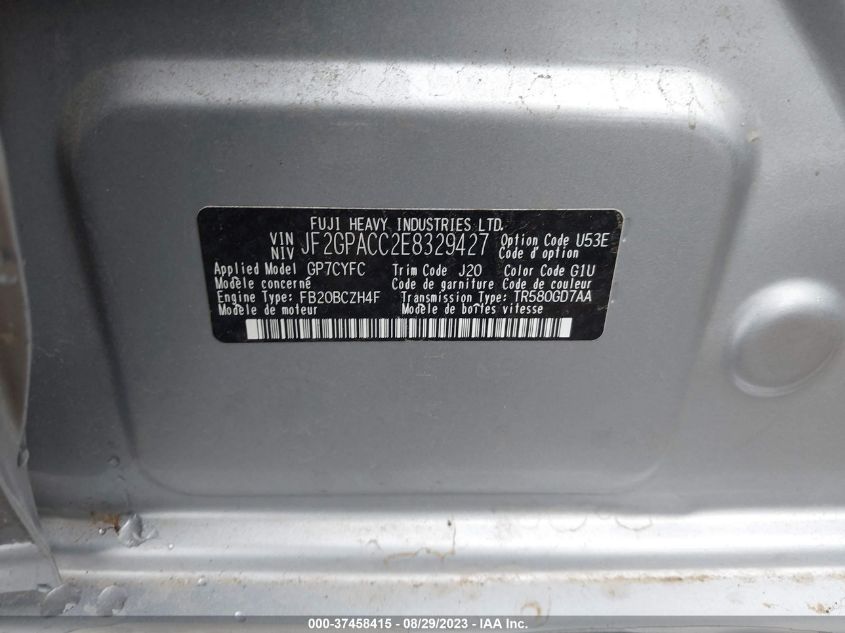 FUJI HEAVY INDUSTRIES LTD.
VIN NIV JF2GPACC2E8329427 Option Code U53E
Code d'option
Applied Model GP7CYFC Trim Code J20 Color Code G1U
Modèle concerné Code de garniture Code de couleur
Engine Type: FB20BCZH4F Transmission Type: TR580GD7AA
Modèle de moteur Modèle de boîtes vitesse
000-37458415 - 08/29/2023 - IAA Inc.